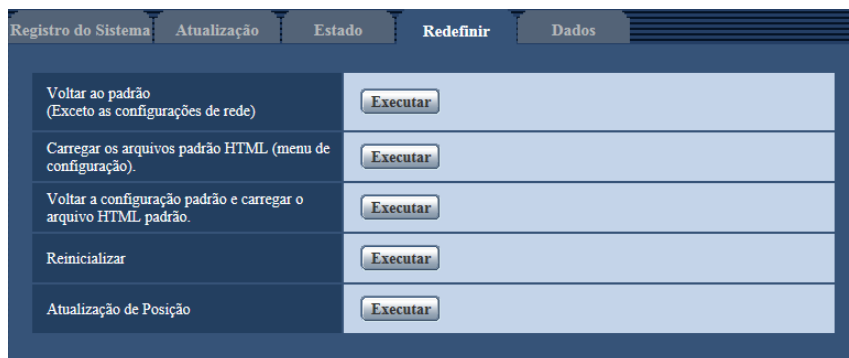 Registro do Sistema Atualização Estado Redefinir Dados
Voltar ao padrão
(Exceto as configurações de rede)
Executar
Carregar os arquivos padrão HTML (menu de
configuração).
Executar
Voltar a configuração padrão e carregar o
arquivo HTML padrão.
Executar
Reinicializar
Executar
Atualização de Posição
Executar